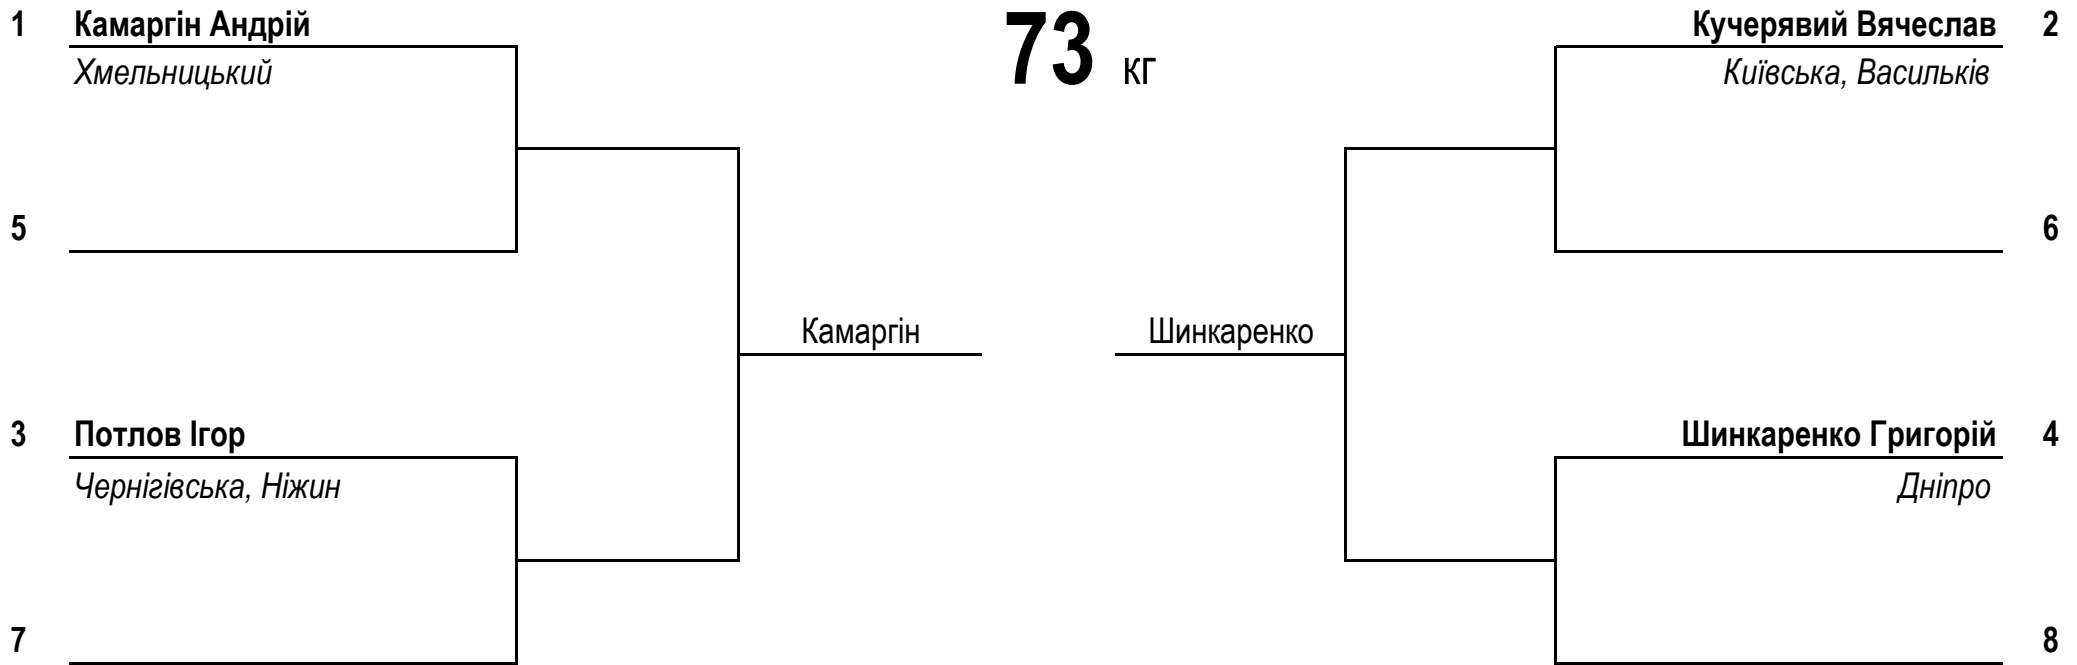 1 Камаргін Андрій
Хмельницький
73 кг
Кучерявий Вячеслав 2
Київська, Васильків
5
6
Камаргін
Шинкаренко
3 Потлов Ігор
Чернігівська, Ніжин
Шинкаренко Григорій 4
Дніпро
7
8